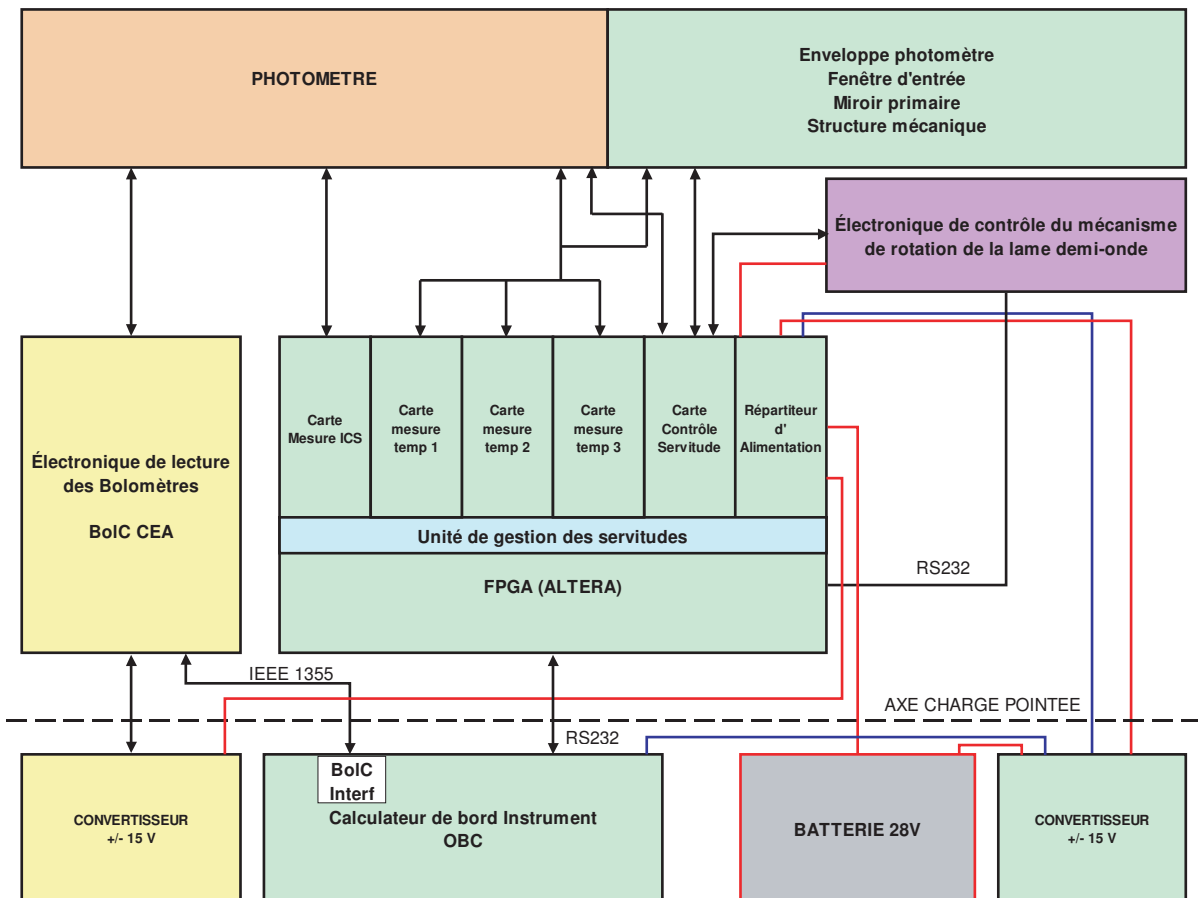 PHOTOMETRE
Enveloppe photomètre
Fenêtre d'entrée
Miroir primaire
Structure mécanique
Électronique de contrôle du mécanisme
de rotation de la lame demi-onde
Électronique de lecture
des Bolomètres
BolC CEA
Carte
Mesure ICS
Carte
mesure
temp 1
Carte
mesure
temp 2
Carte
mesure
temp 3
Carte
Contrôle
Servitude
Répartiteur
d'
Alimentation
Unité de gestion des servitudes
FPGA (ALTERA)
RS232
IEEE 1355
AXE CHARGE POINTEE
RS232
CONVERTISSEUR
+/- 15 V
BolC
Interf
Calculateur de bord Instrument
OBC
BATTERIE 28V
CONVERTISSEUR
+/- 15 V